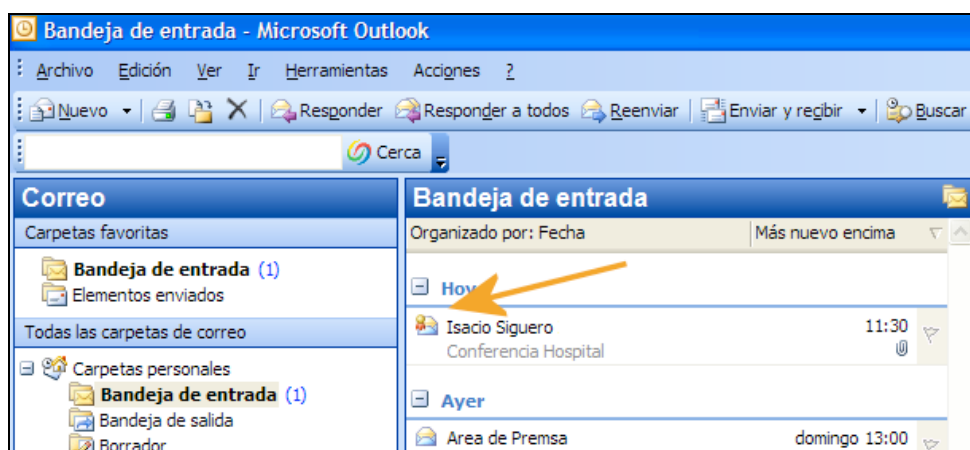 Bandeja de entrada - Microsoft Outlook
Archivo Edición Ver Ir Herramientas Acciones ?
Nuevo Responder Responder a todos Reenviar Enviar y recibir Buscar
Cerca
Correo
Carpetas favoritas
Bandeja de entrada (1)
Elementos enviados
Todas las carpetas de correo
Carpetas personales
Bandeja de entrada (1)
Bandeja de salida
Borrador
Bandeja de entrada
Organizado por: Fecha Más nuevo encima
Hoy
Isacio Siguero 11:30
Conferencia Hospital
Ayer
Area de Premsa domingo 13:00